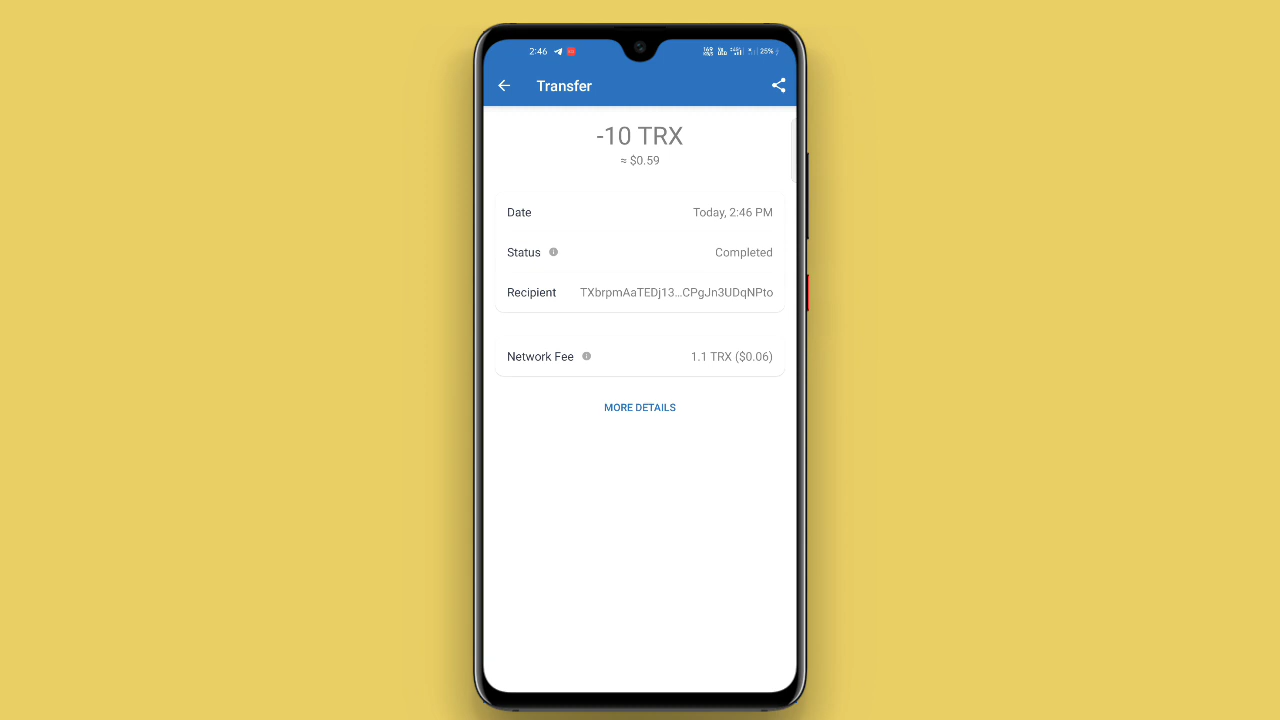 2:46 25%
Transfer
-10 TRX
≈ $0.59
Date Today, 2:46 PM
Status Completed
Recipient TXbrpmAaTEDj13...CPgJn3UDqNPto
Network Fee 1.1 TRX ($0.06)
MORE DETAILS